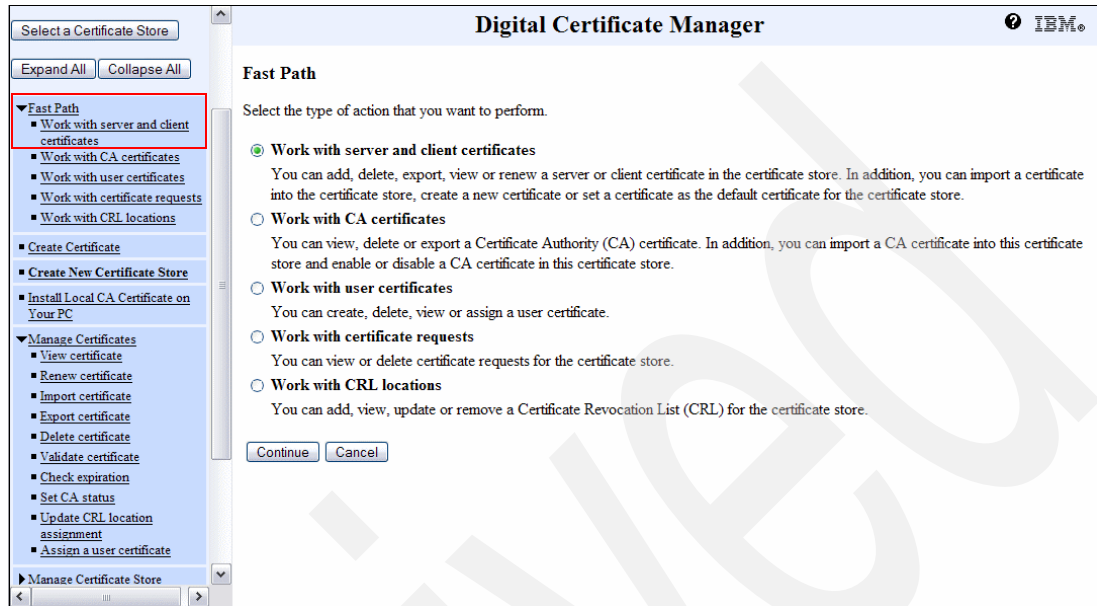 Select a Certificate Store
Expand All
Collapse All
Fast Path
Work with server and client
certificates
Work with CA certificates
Work with user certificates
Work with certificate requests
Work with CRL locations
Create Certificate
Create New Certificate Store
Install Local CA Certificate on
Your PC
Manage Certificates
View certificate
Renew certificate
Import certificate
Export certificate
Delete certificate
Validate certificate
Check expiration
Set CA status
Update CRL location
assignment
Assign a user certificate
Manage Certificate Store
Digital Certificate Manager
IBM®
Fast Path
Select the type of action that you want to perform.
Work with server and client certificates
You can add, delete, export, view or renew a server or client certificate in the certificate store. In addition, you can import a certificate
into the certificate store, create a new certificate or set a certificate as the default certificate for the certificate store.
Work with CA certificates
You can view, delete or export a Certificate Authority (CA) certificate. In addition, you can import a CA certificate into this certificate
store and enable or disable a CA certificate in this certificate store.
Work with user certificates
You can create, delete, view or assign a user certificate.
Work with certificate requests
You can view or delete certificate requests for the certificate store.
Work with CRL locations
You can add, view, update or remove a Certificate Revocation List (CRL) for the certificate store.
Continue
Cancel